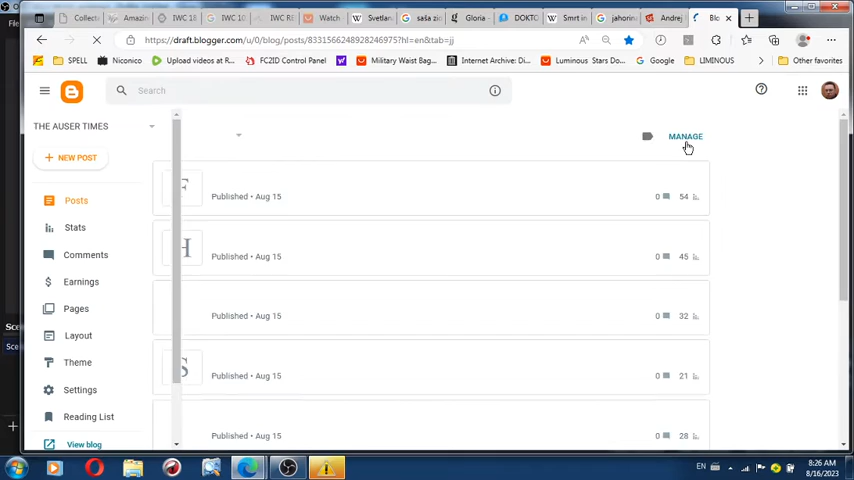 Collecta
Amazin
IWC 18
IWC 10
IWC RE
Watch
Svetlan
saša zic
Gloria
DOKTO
Smrt in
jahorin
Andrej
Blo
https://draft.blogger.com/u/0/blog/posts/8331566248928246975?hl=en&tab=jj
SPELL
Niconico
Upload videos at R...
FC2ID Control Panel
Military Waist Bag...
Internet Archive: Di...
Luminous Stars Do...
Google
LIMINOUS
Other favorites
Search
THE AUSER TIMES
MANAGE
NEW POST
Posts
Stats
Comments
Earnings
Pages
Layout
Theme
Settings
Reading List
View blog
F
Published • Aug 15
0 54
H
Published • Aug 15
0 45
Published • Aug 15
0 32
S
Published • Aug 15
0 21
Published • Aug 15
0 28
Sce
Sce
EN
8:26 AM
8/16/2023